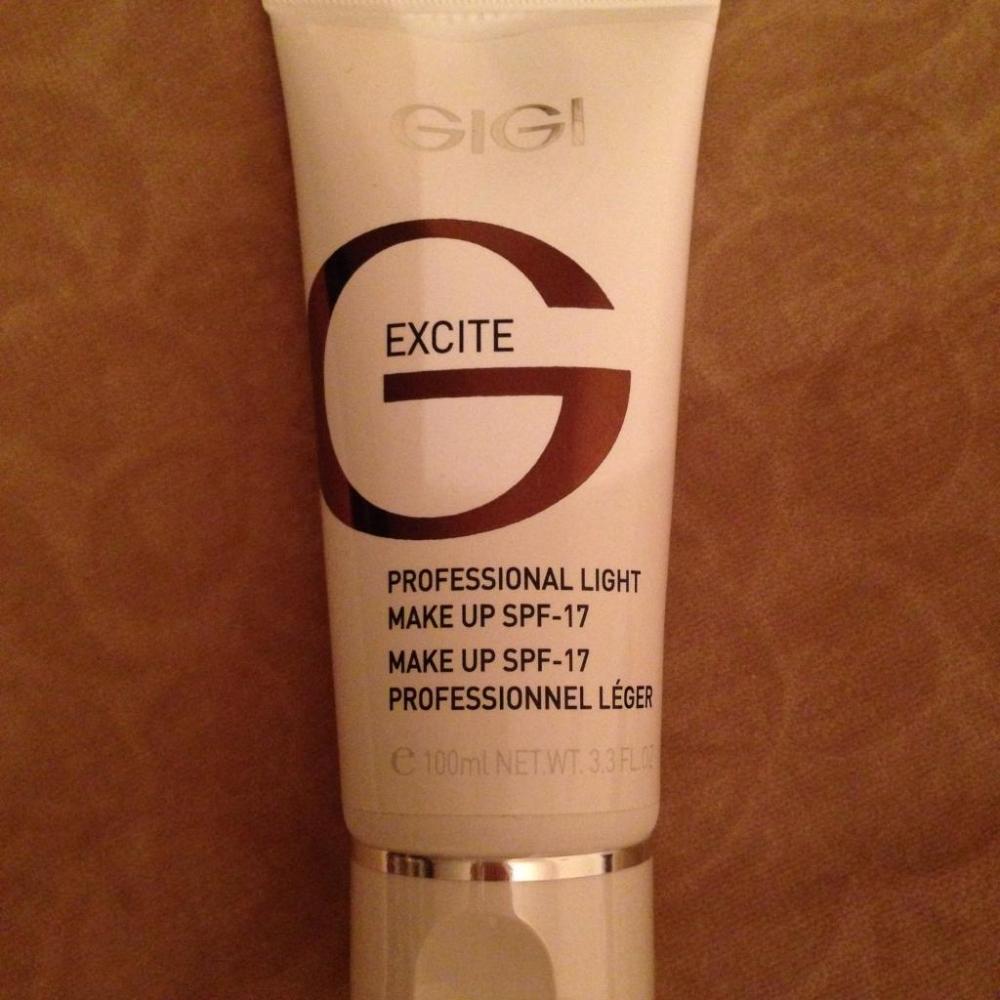 GIGI
EXCITE
PROFESSIONAL LIGHT
MAKE UP SPF-17
MAKE UP SPF-17
PROFESSIONNEL LÉGER
e 100ml NET.WT. 3.3 FL.OZ